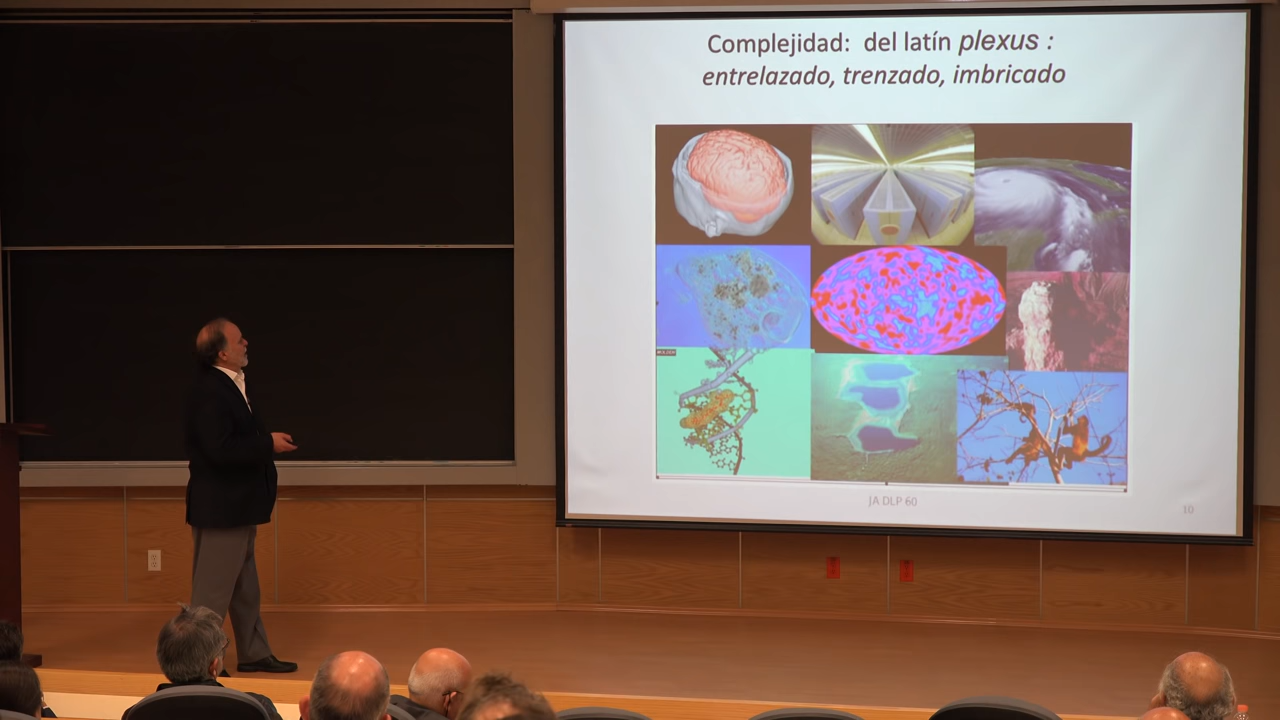 Complejidad: del latín plexus :
entrelazado, trenzado, imbricado
JA DLP 60
10